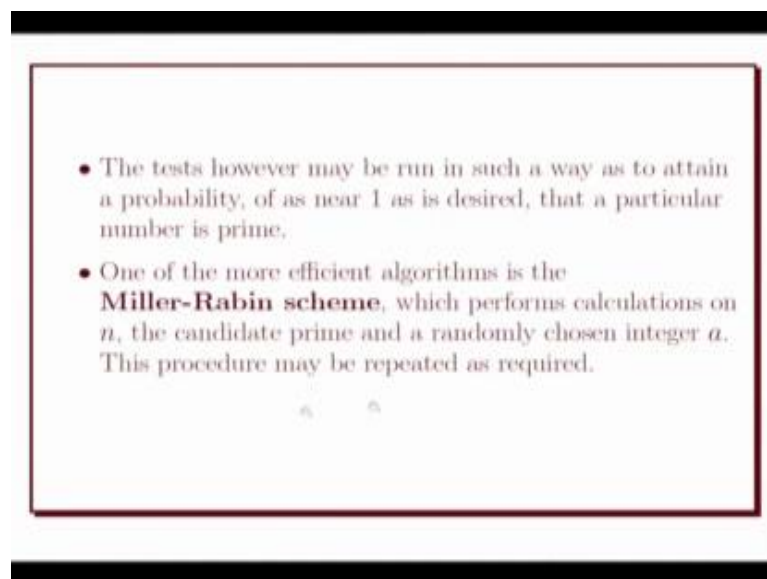 • The tests however may be run in such a way as to attain
a probability, of as near 1 as is desired, that a particular
number is prime.
• One of the more efficient algorithms is the
Miller-Rabin scheme, which performs calculations on
n, the candidate prime and a randomly chosen integer a.
This procedure may be repeated as required.